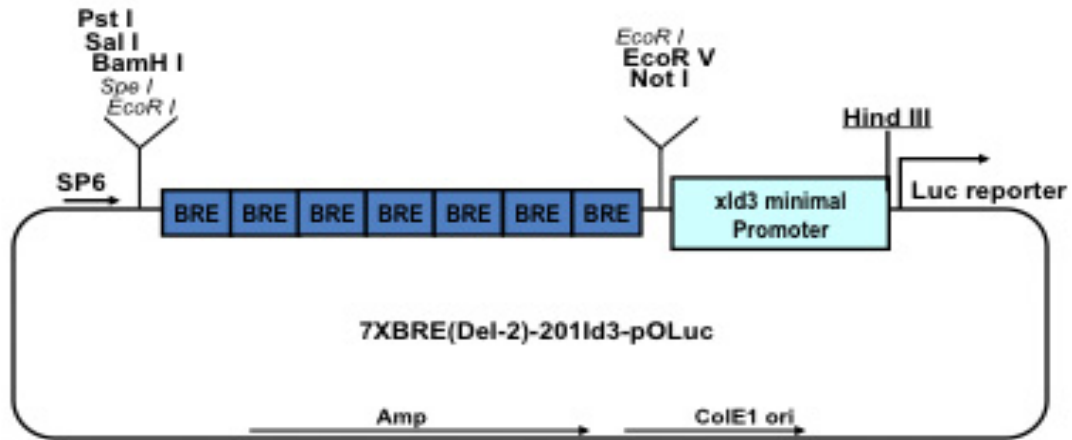 Pst I
Sal I
BamH I
Spe I
EcoR I
EcoR I
EcoR V
Not I
Hind III
SP6
Luc reporter
BRE BRE BRE BRE BRE BRE BRE
xId3 minimal
Promoter
7XBRE(Del-2)-201Id3-pOLuc
Amp
ColE1 ori